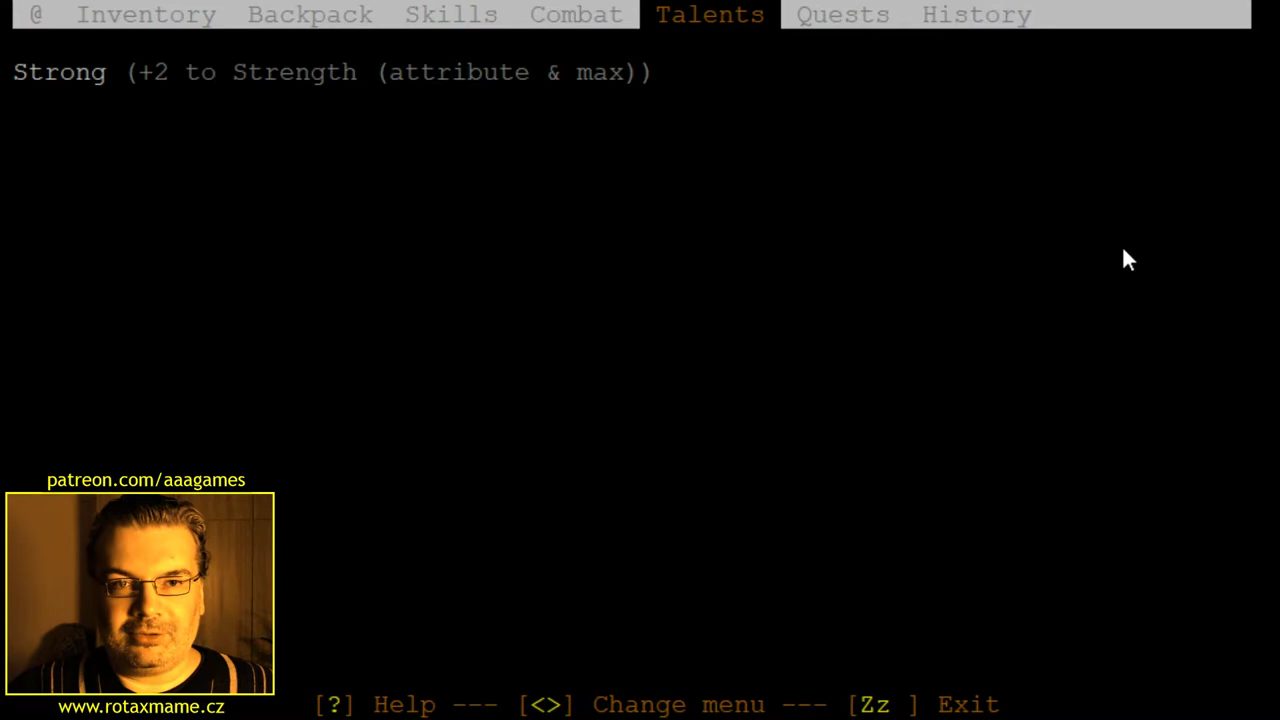 @ Inventory Backpack Skills Combat Talents Quests History
Strong (+2 to Strength (attribute & max))
patreon.com/aaagames
www.rotaxmame.cz
[?] Help --- [<>] Change menu --- [Zz ] Exit